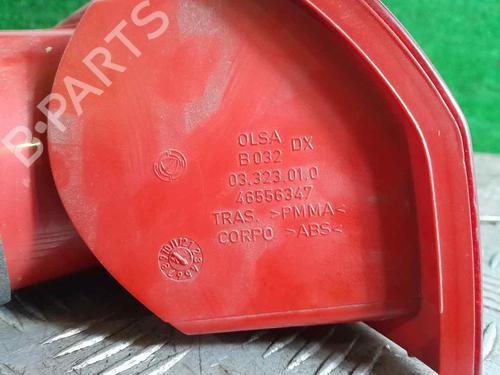 B-PARTS
OLSA
B032 DX
03.323.01.0
46556347
TRAS. >PMMA<
CORPO >ABS<